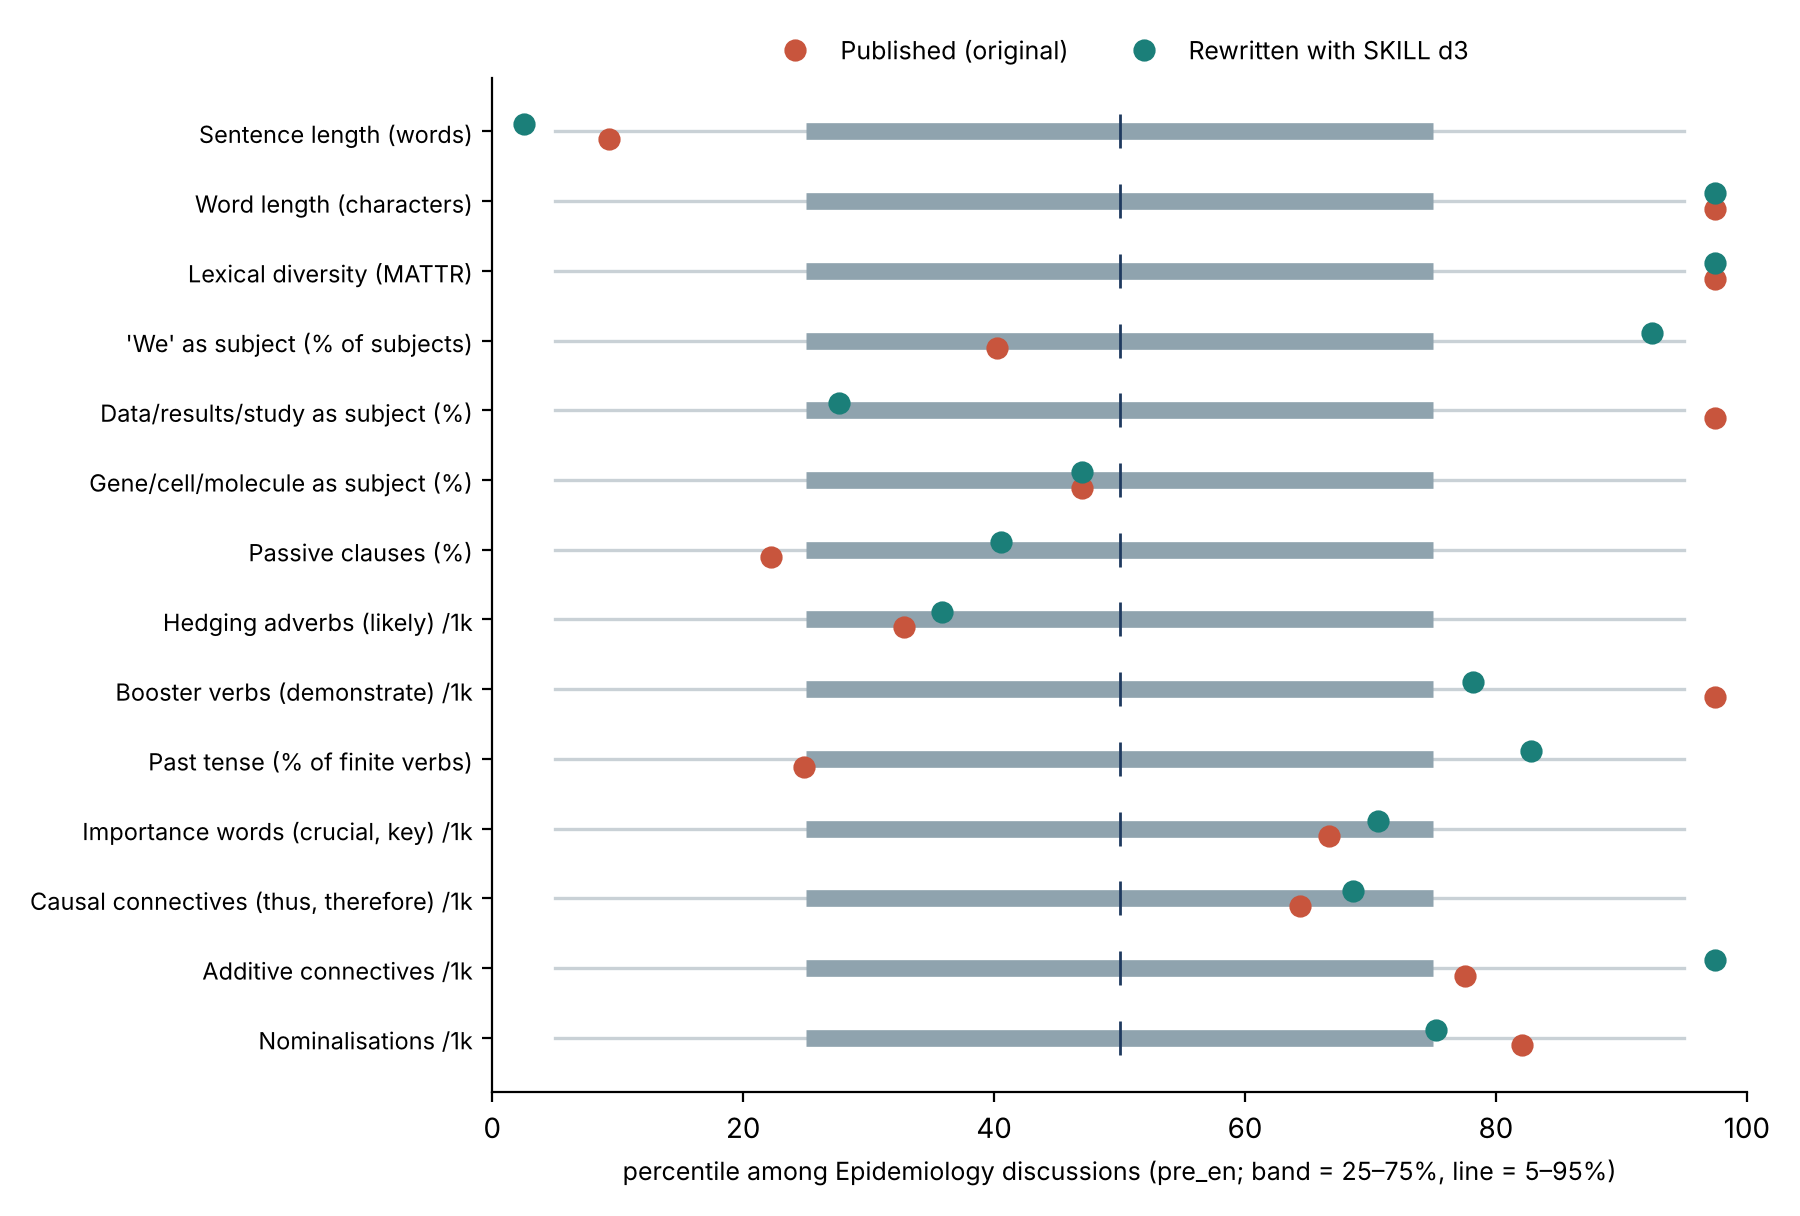 Published (original)
Rewritten with SKILL d3
Sentence length (words)
Word length (characters)
Lexical diversity (MATTR)
'We' as subject (% of subjects)
Data/results/study as subject (%)
Gene/cell/molecule as subject (%)
Passive clauses (%)
Hedging adverbs (likely) /1k
Booster verbs (demonstrate) /1k
Past tense (% of finite verbs)
Importance words (crucial, key) /1k
Causal connectives (thus, therefore) /1k
Additive connectives /1k
Nominalisations /1k
0 20 40 60 80 100
percentile among Epidemiology discussions (pre_en; band = 25–75%, line = 5–95%)